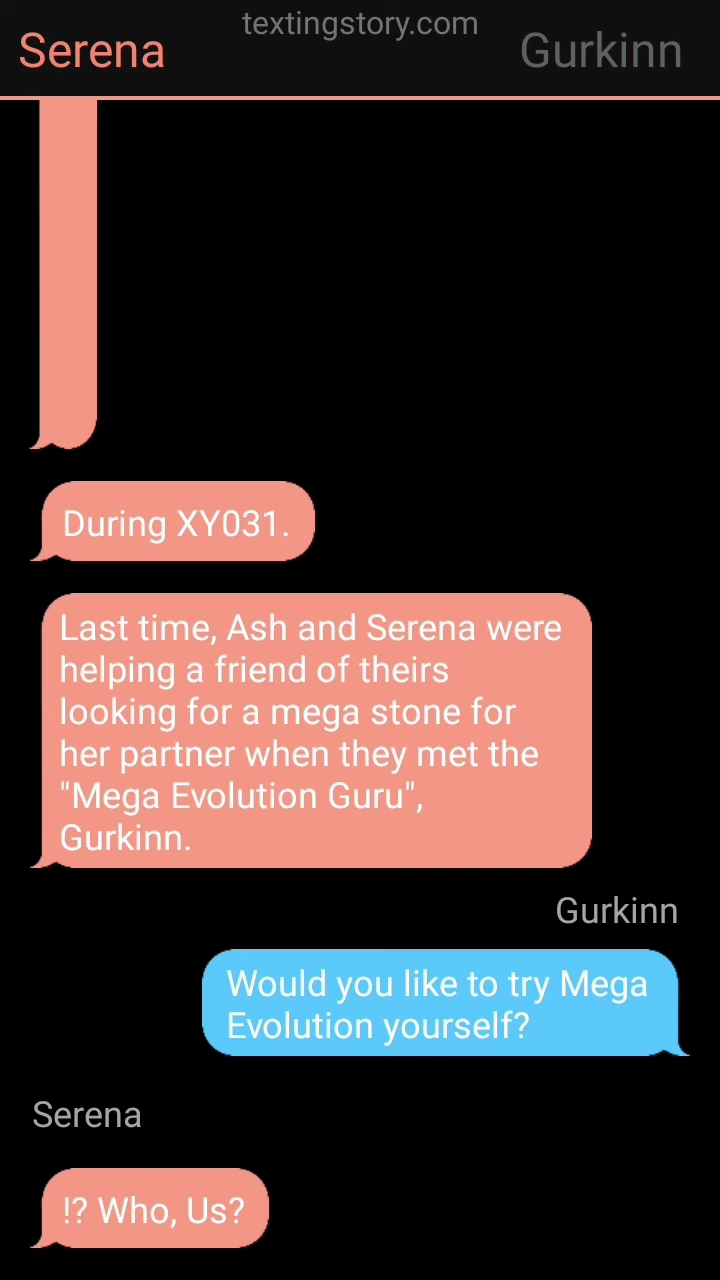 textingstory.com
Serena
Gurkinn
During XY031.
Last time, Ash and Serena were
helping a friend of theirs
looking for a mega stone for
her partner when they met the
"Mega Evolution Guru",
Gurkinn.
Gurkinn
Would you like to try Mega
Evolution yourself?
Serena
!? Who, Us?